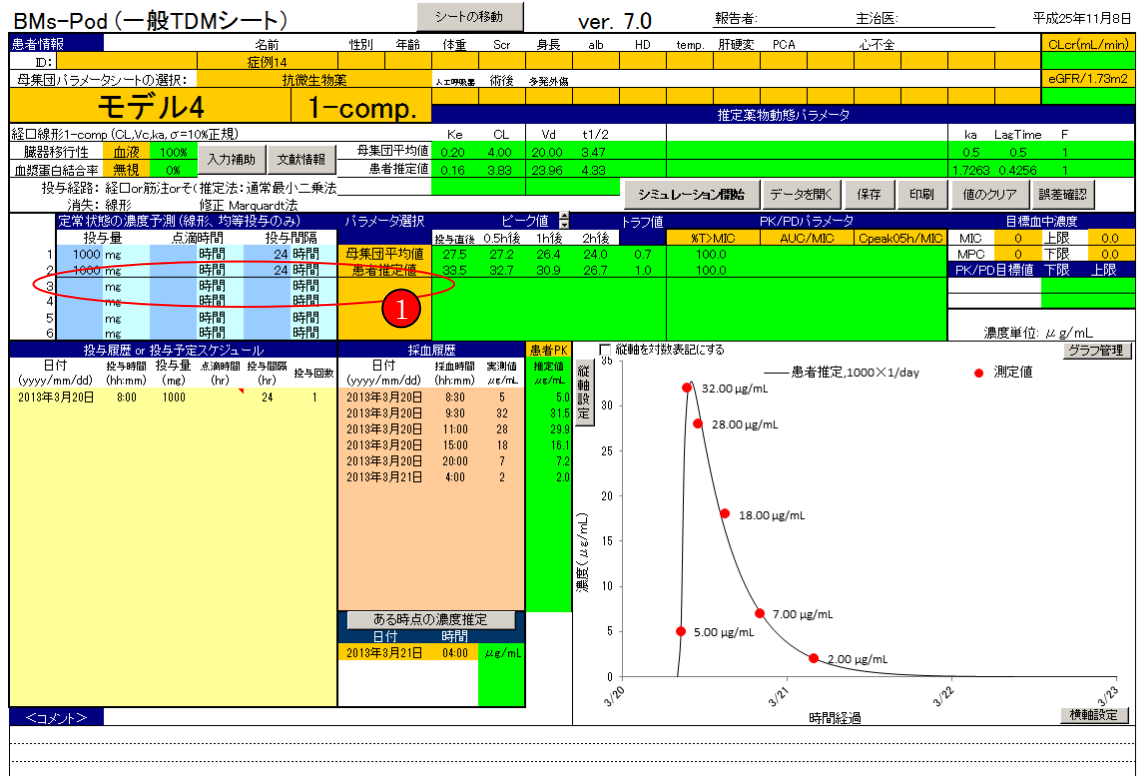 BMs-Pod (一般TDMシート) シートの移動 ver. 7.0 報告者: 主治医: 平成25年11月8日
患者情報 名前 性別 年齢 体重 Scr 身長 alb HD temp. 肝硬変 PCA 心不全 CLcr(mL/min)
ID: 症例14
母集団パラメータシートの選択: 抗微生物薬 人工呼吸器 術後 多発外傷 eGFR/1.73m2
モデル4 1-comp. 推定薬物動態パラメータ
経口線形1-comp (CL,Vc,ka, σ=10%正規) Ke CL Vd t1/2 ka LagTime F
臓器移行性 血液 100% 入力補助 文献情報 母集団平均値 0.20 4.00 20.00 3.47 0.5 0.5 1
血漿蛋白結合率 無視 0% 患者推定値 0.16 3.83 23.96 4.33 1.7263 0.4256 1
投与経路: 経口or筋注orその 推定法: 通常最小二乗法 シミュレーション開始 データを開く 保存 印刷 値のクリア 誤差確認
消失: 線形 修正 Marquardt法
定常状態の濃度予測 (線形、均等投与のみ) パラメータ選択 ピーク値 トラフ値 PK/PDパラメータ 目標血中濃度
投与量 点滴時間 投与間隔 投与直後 0.5h後 1h後 2h後 %T>MIC AUC/MIC Cpeak05h/MIC MIC 0 上限 0.0
1 1000 mg 時間 24 時間 母集団平均値 27.5 27.2 26.4 24.0 0.7 100.0 MPC 0 下限 0.0
2 1000 mg 時間 24 時間 患者推定値 33.5 32.7 30.9 26.7 1.0 100.0 PK/PD目標値 下限 上限
3 mg 時間 時間
4 mg 時間 時間 1
5 mg 時間 時間
6 mg 時間 時間 濃度単位: μg/mL
投与履歴 or 投与予定スケジュール 採血履歴 患者PK 縦軸を対数表記にする グラフ管理
日付 投与時間 投与量 点滴時間 投与間隔 投与回数 日付 採血時間 実測値 推定値
(yyyy/mm/dd) (hh:mm) (mg) (hr) (hr) (yyyy/mm/dd) (hh:mm) μg/mL μg/mL
2013年3月20日 8:00 1000 24 1 2013年3月20日 8:30 5 5.0
2013年3月20日 9:30 32 31.5
2013年3月20日 11:00 28 29.9
2013年3月20日 15:00 18 16.1
2013年3月20日 20:00 7 7.2
2013年3月21日 4:00 2 2.0
縦軸設定
患者推定,1000×1/day 測定値
35
30
25
20
15
10
5
0
濃度(μg/mL)
32.00 μg/mL
28.00 μg/mL
18.00 μg/mL
7.00 μg/mL
5.00 μg/mL
2.00 μg/mL
3/20 3/21 3/22 3/23
時間経過 横軸設定
ある時点の濃度推定
日付 時間
2013年3月21日 04:00 μg/mL
<コメント>